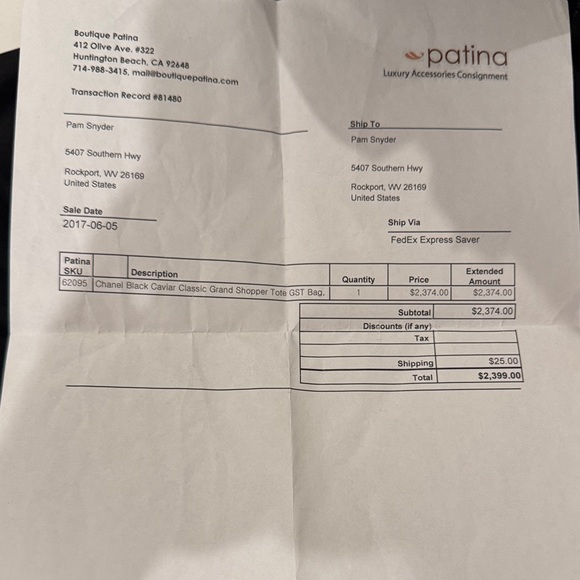 Boutique Patina
412 Olive Ave. #322
Huntington Beach, CA 92648
714-988-3415, mail@boutiquepatina.com
Transaction Record #81480
patina
Luxury Accessories Consignment
Pam Snyder
5407 Southern Hwy
Rockport, WV 26169
United States
Ship To
Pam Snyder
5407 Southern Hwy
Rockport, WV 26169
United States
Sale Date
2017-06-05
Ship Via
FedEx Express Saver
Patina SKU Description Quantity Price Extended Amount
62095 Chanel Black Caviar Classic Grand Shopper Tote GST Bag. 1 $2,374.00 $2,374.00
Subtotal $2,374.00
Discounts (if any)
Tax
Shipping $25.00
Total $2,399.00